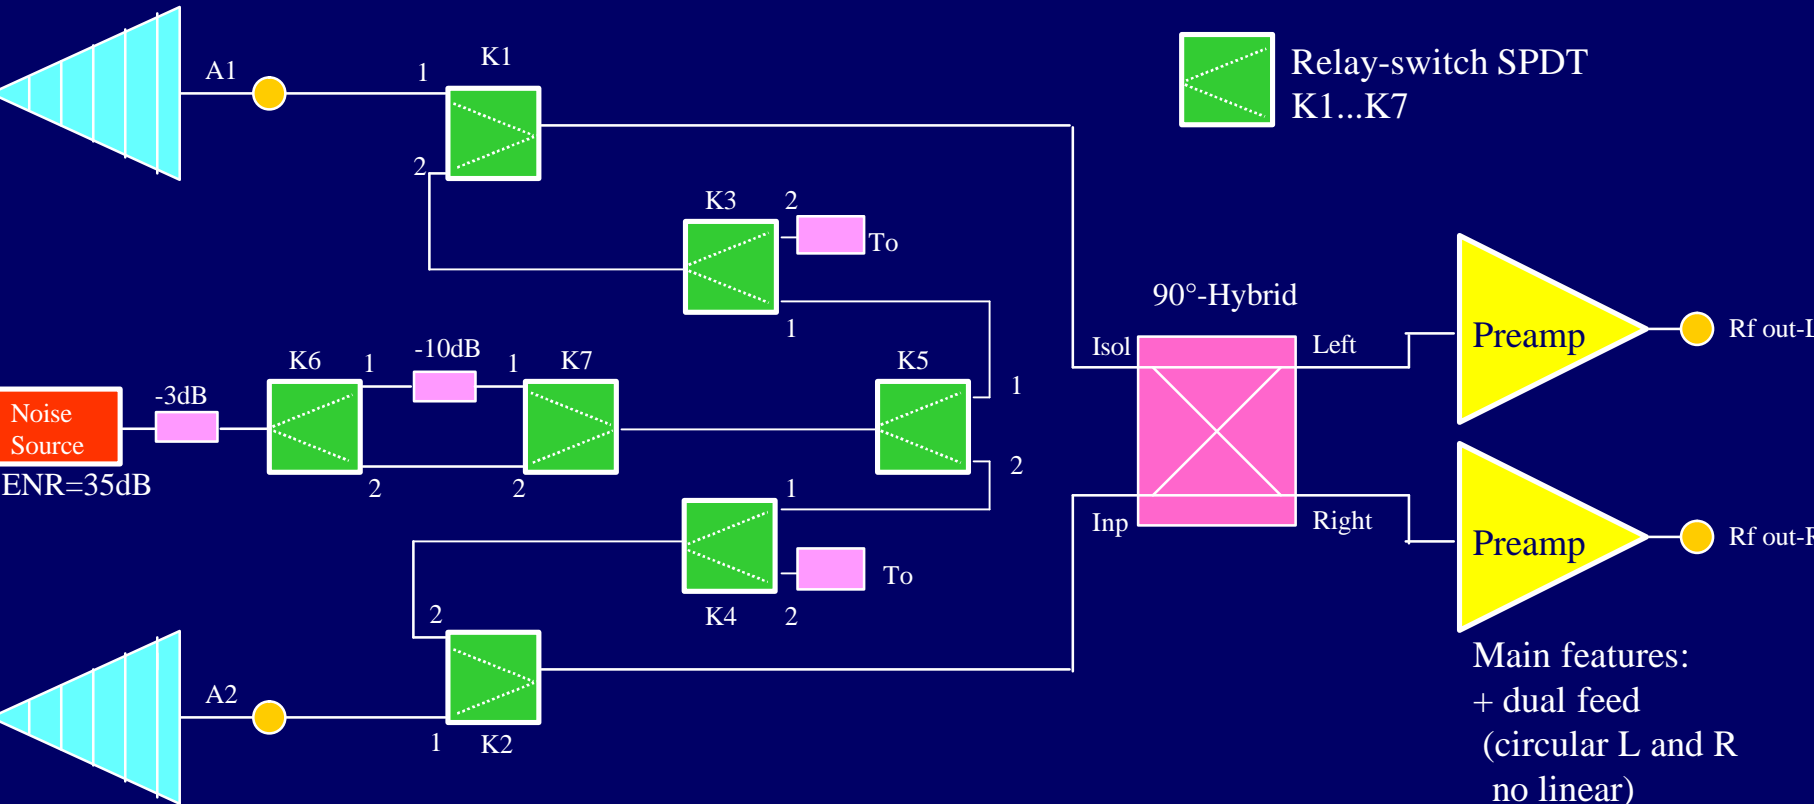 A1
1
K1
2
Relay-switch SPDT
K1...K7
K3
2
To
1
90°-Hybrid
Isol
Left
Preamp
Rf out-L
K6
1
-10dB
1
K7
K5
1
-3dB
Noise
Source
ENR=35dB
2
2
2
1
Inp
Right
Preamp
Rf out-R
To
2
K4
2
A2
1
K2
Main features:
+ dual feed
(circular L and R
no linear)